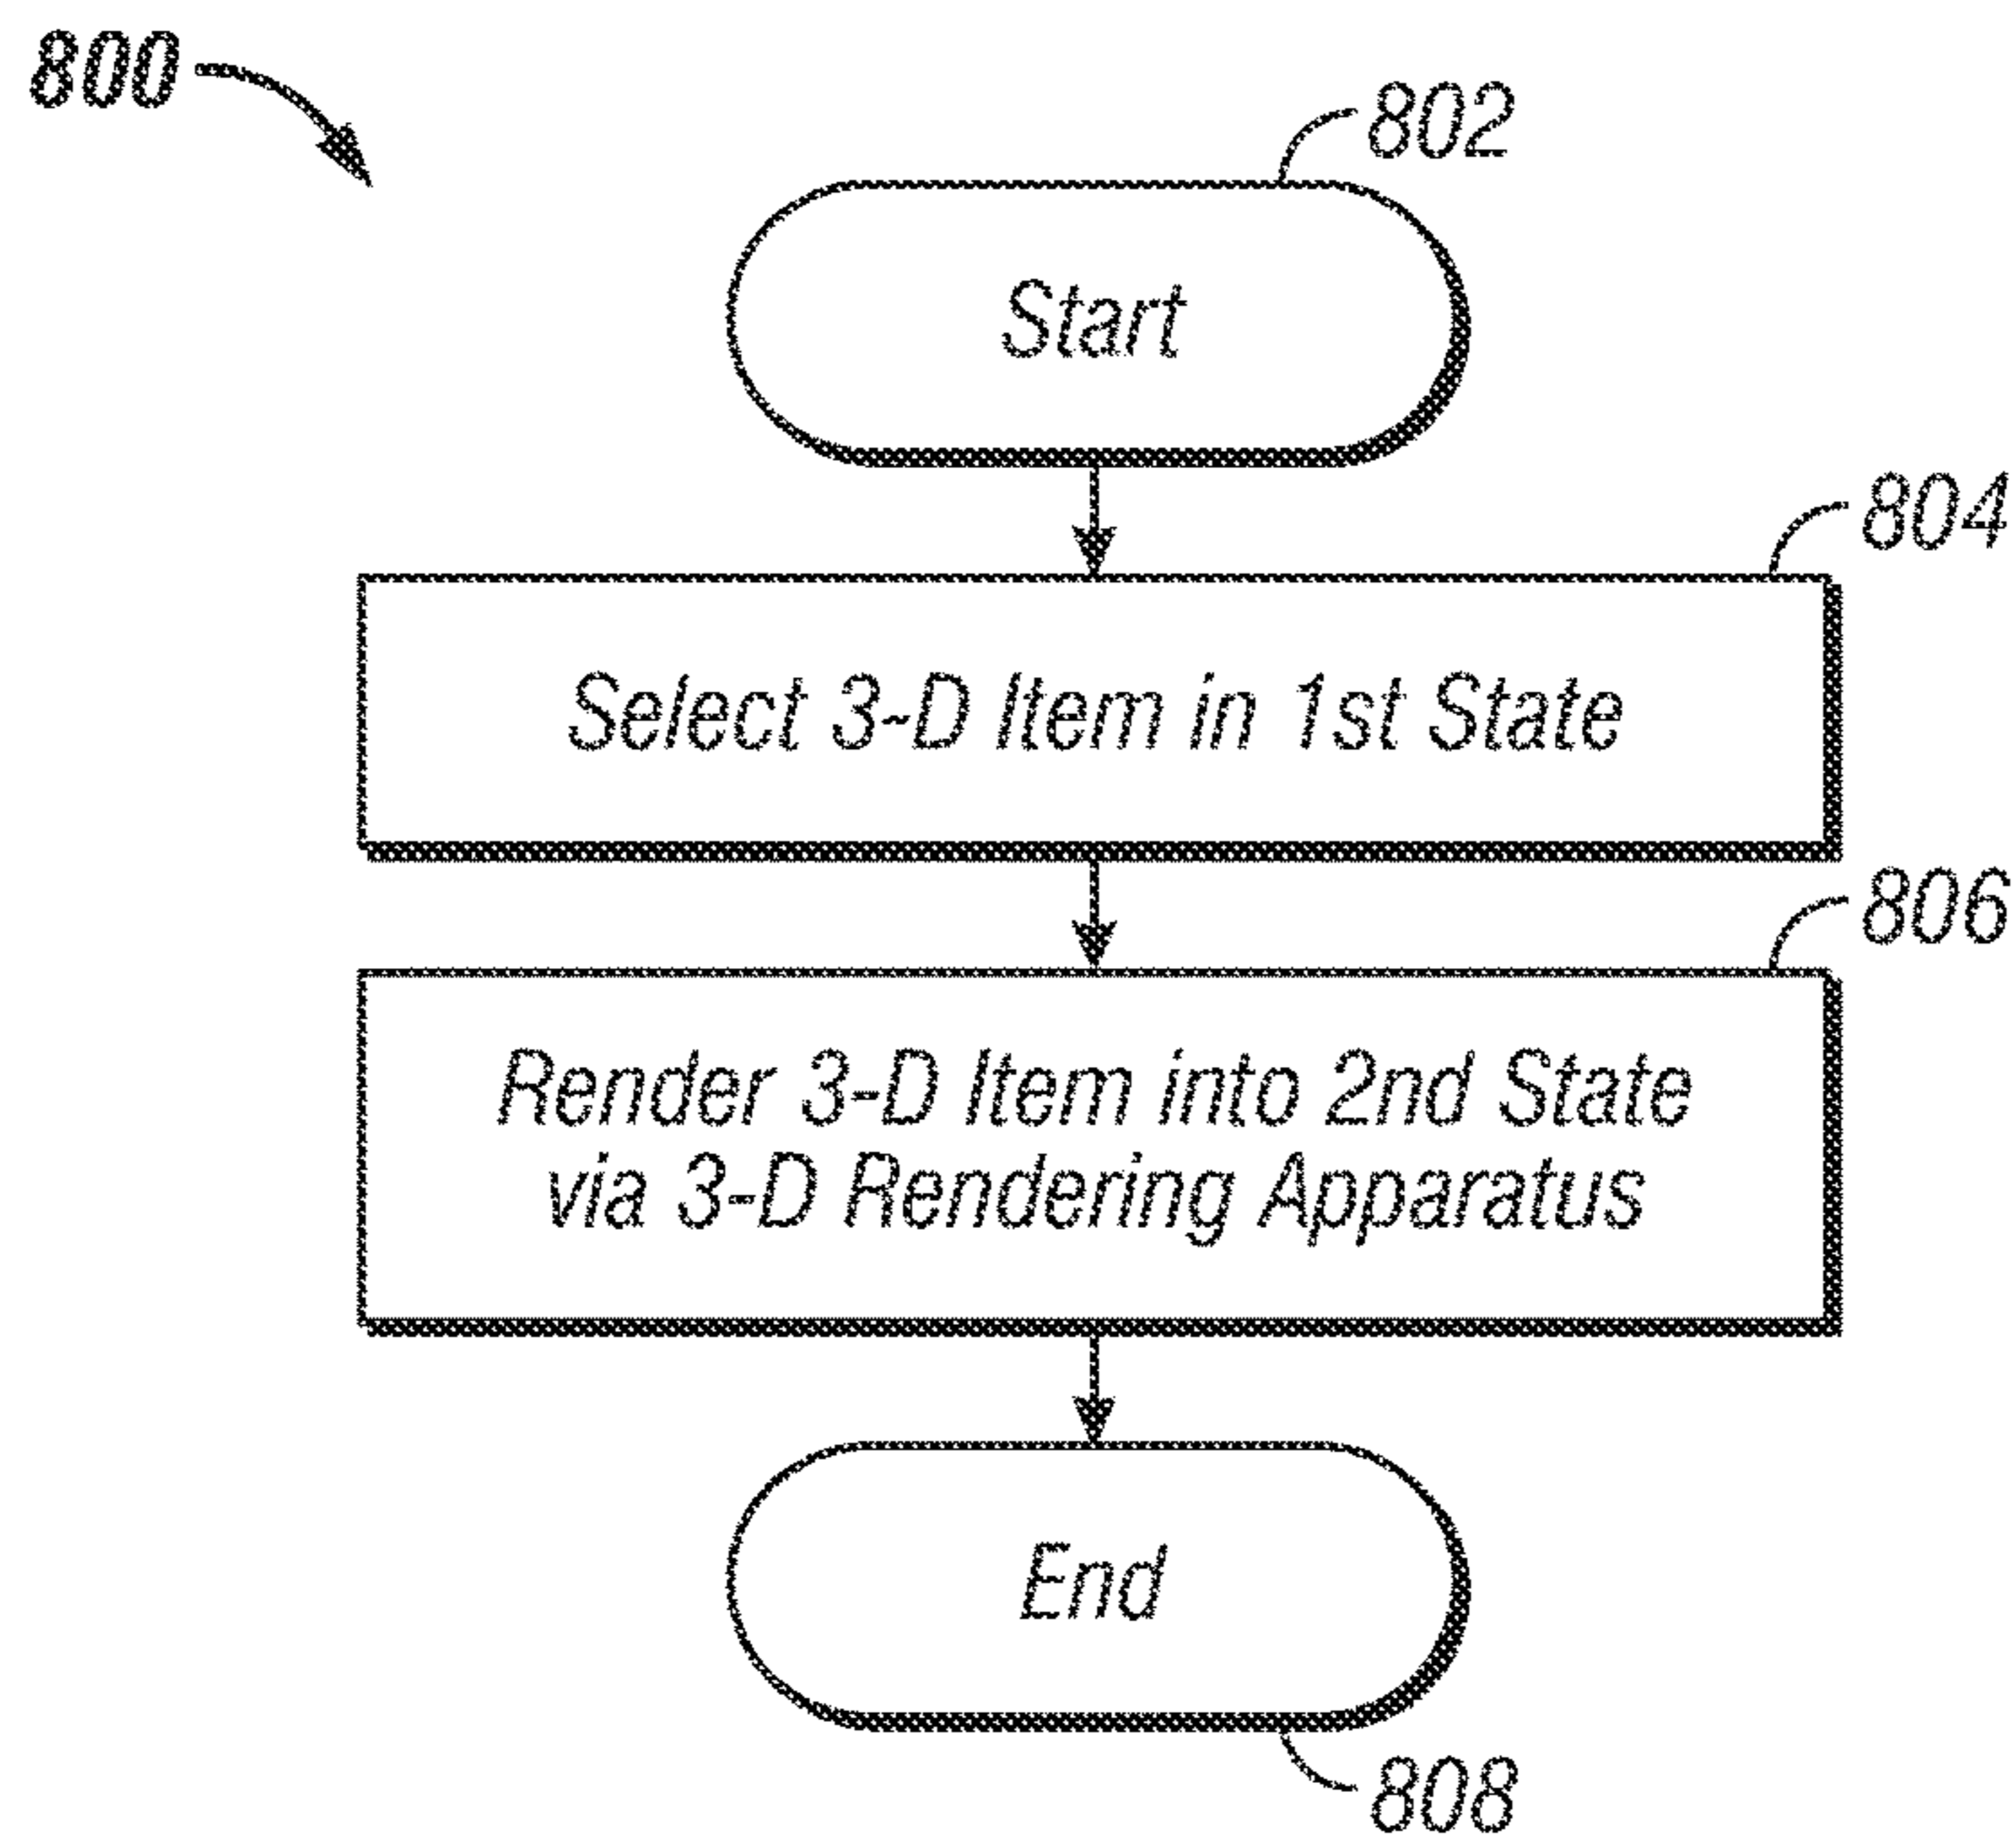 800
802
Start
804
Select 3-D Item in 1st State
806
Render 3-D Item into 2nd State
via 3-D Rendering Apparatus
End
808